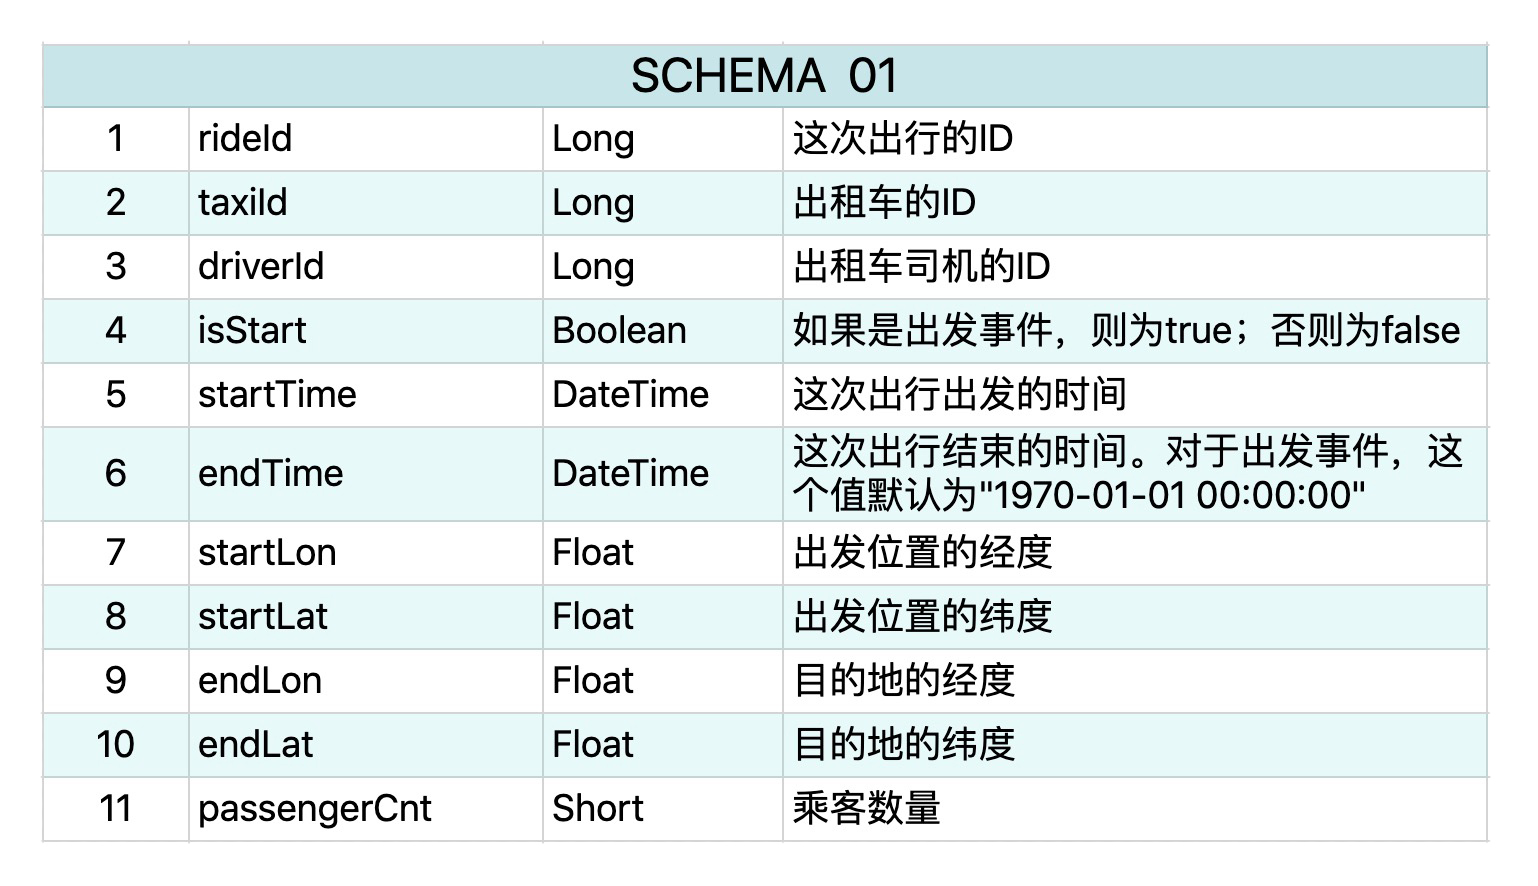 SCHEMA 01
1 rideId Long 这次出行的ID
2 taxiId Long 出租车的ID
3 driverId Long 出租车司机的ID
4 isStart Boolean 如果是出发事件，则为true；否则为false
5 startTime DateTime 这次出行出发的时间
6 endTime DateTime 这次出行结束的时间。对于出发事件，这
个值默认为"1970-01-01 00:00:00"
7 startLon Float 出发位置的经度
8 startLat Float 出发位置的纬度
9 endLon Float 目的地的经度
10 endLat Float 目的地的纬度
11 passengerCnt Short 乘客数量